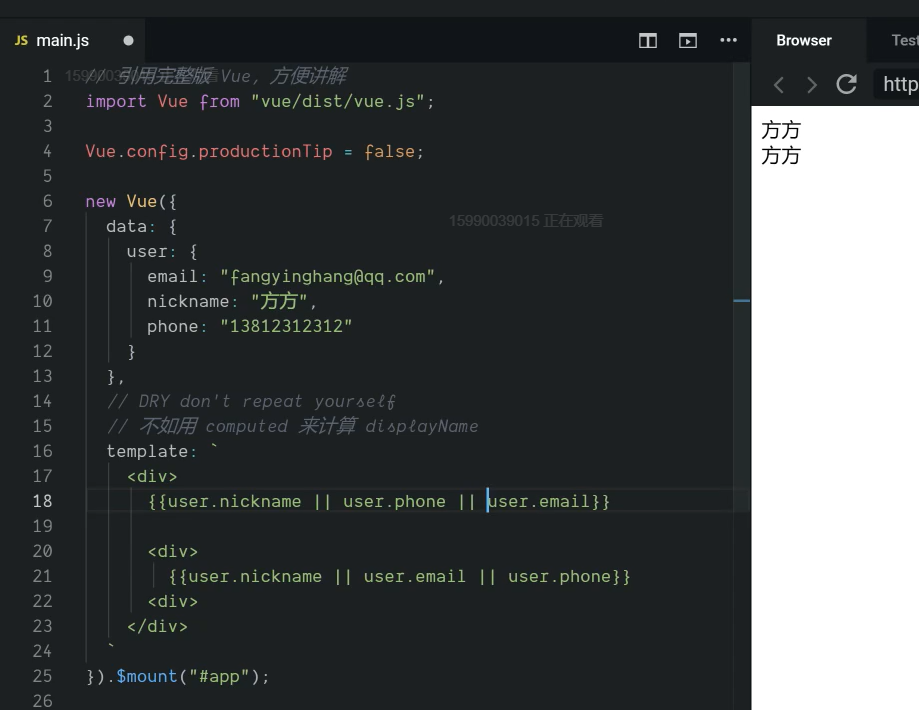 JS main.js
Browser
Test
http
1 // 引用完整版 Vue，方便讲解
2 import Vue from "vue/dist/vue.js";
3
4 Vue.config.productionTip = false;
5
6 new Vue({
7 data: {
8 user: {
9 email: "fangyinghang@qq.com",
10 nickname: "方方",
11 phone: "13812312312"
12 }
13 },
14 // DRY don't repeat yourself
15 // 不如用 computed 来计算 displayName
16 template: `
17 <div>
18 {{user.nickname || user.phone || user.email}}
19
20 <div>
21 {{user.nickname || user.email || user.phone}}
22 <div>
23 </div>
24 `
25 }).$mount("#app");
26
15990039015 正在观看
方方
方方